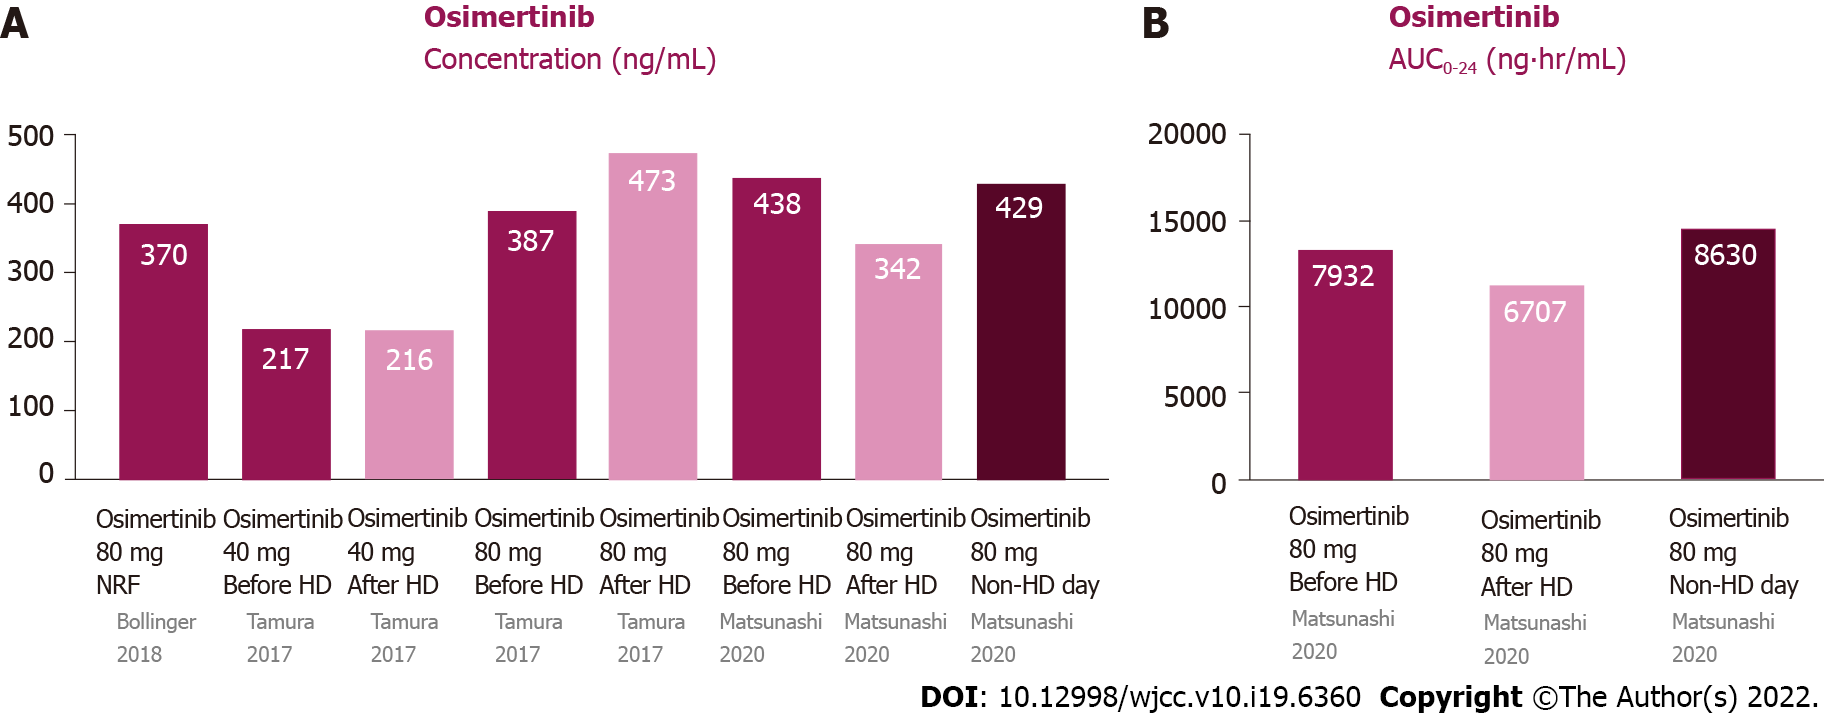 A
Osimertinib
Concentration (ng/mL)
500
400
300
200
100
0
370
217
216
387
473
438
342
429
Osimertinib Osimertinib Osimertinib Osimertinib Osimertinib Osimertinib Osimertinib Osimertinib
80 mg 40 mg 40 mg 80 mg 80 mg 80 mg 80 mg 80 mg
NRF Before HD After HD Before HD After HD Before HD After HD Non-HD day
Bollinger Tamura Tamura Tamura Tamura Matsunashi Matsunashi Matsunashi
2018 2017 2017 2017 2017 2020 2020 2020
B
Osimertinib
AUC0-24 (ng·hr/mL)
20000
15000
10000
5000
0
7932
6707
8630
Osimertinib Osimertinib Osimertinib
80 mg 80 mg 80 mg
Before HD After HD Non-HD day
Matsunashi Matsunashi Matsunashi
2020 2020 2020
DOI: 10.12998/wjcc.v10.i19.6360 Copyright ©The Author(s) 2022.